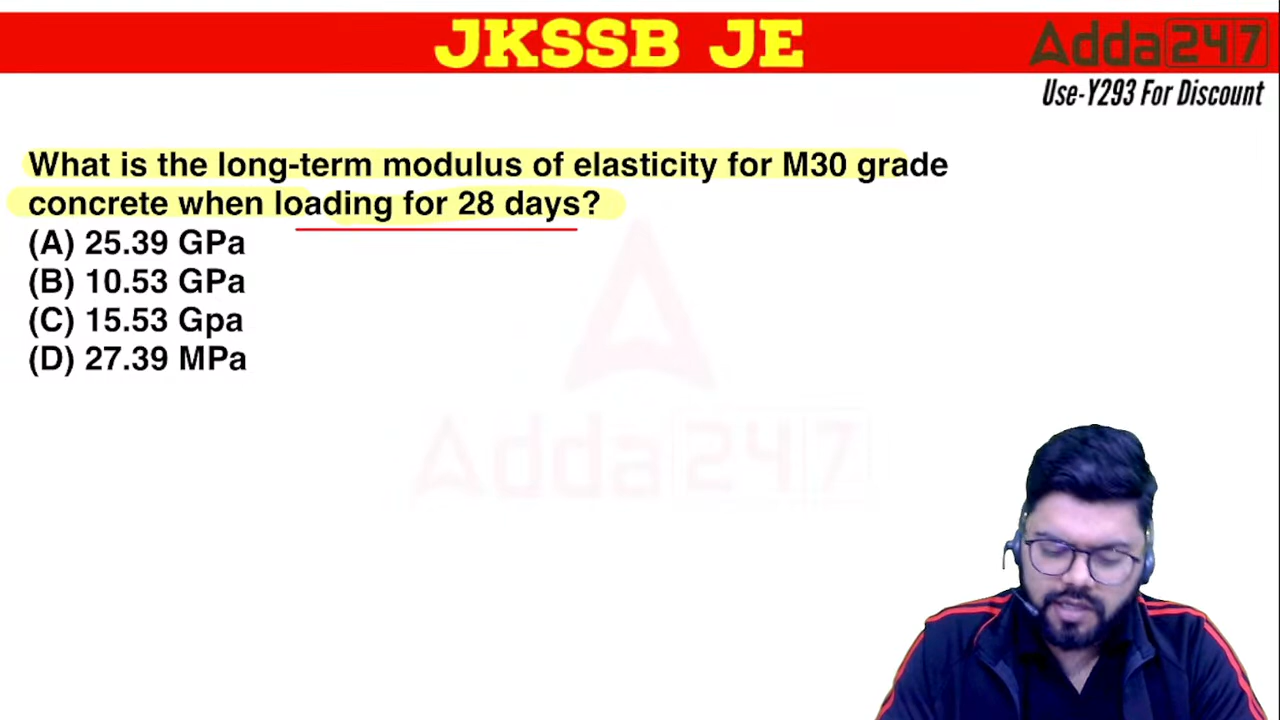 JKSSB JE
Adda247
Use-Y293 For Discount
What is the long-term modulus of elasticity for M30 grade
concrete when loading for 28 days?
(A) 25.39 GPa
(B) 10.53 GPa
(C) 15.53 Gpa
(D) 27.39 MPa
Adda247